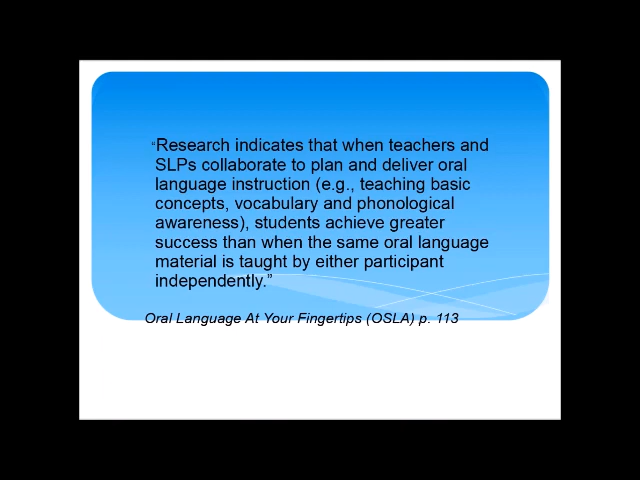 “Research indicates that when teachers and
SLPs collaborate to plan and deliver oral
language instruction (e.g., teaching basic
concepts, vocabulary and phonological
awareness), students achieve greater
success than when the same oral language
material is taught by either participant
independently.”
Oral Language At Your Fingertips (OSLA) p. 113